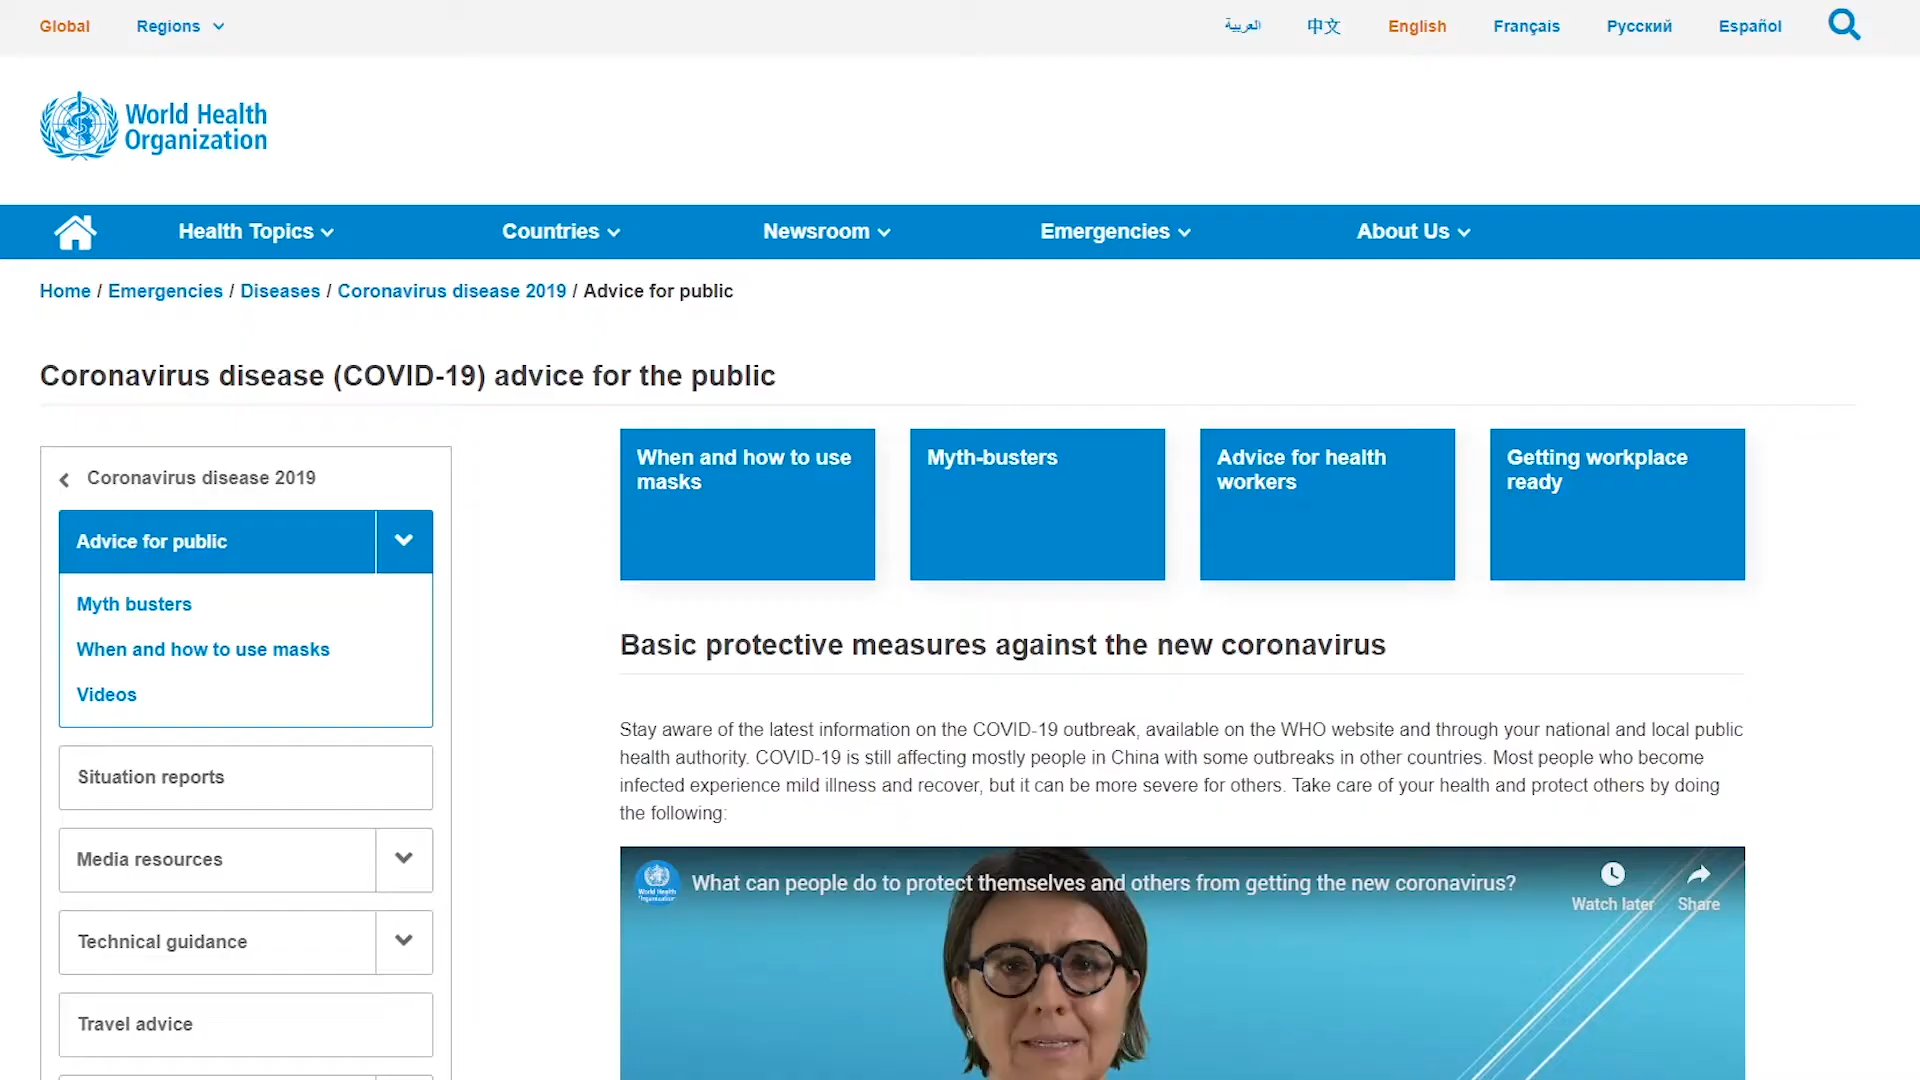 Global
Regions
العربية
中文
English
Français
Русский
Español
World Health
Organization
Health Topics
Countries
Newsroom
Emergencies
About Us
Home / Emergencies / Diseases / Coronavirus disease 2019 / Advice for public
Coronavirus disease (COVID-19) advice for the public
Coronavirus disease 2019
Advice for public
Myth busters
When and how to use masks
Videos
Situation reports
Media resources
Technical guidance
Travel advice
When and how to use
masks
Myth-busters
Advice for health
workers
Getting workplace
ready
Basic protective measures against the new coronavirus
Stay aware of the latest information on the COVID-19 outbreak, available on the WHO website and through your national and local public
health authority. COVID-19 is still affecting mostly people in China with some outbreaks in other countries. Most people who become
infected experience mild illness and recover, but it can be more severe for others. Take care of your health and protect others by doing
the following:
World Health
Organization
What can people do to protect themselves and others from getting the new coronavirus?
Watch later
Share